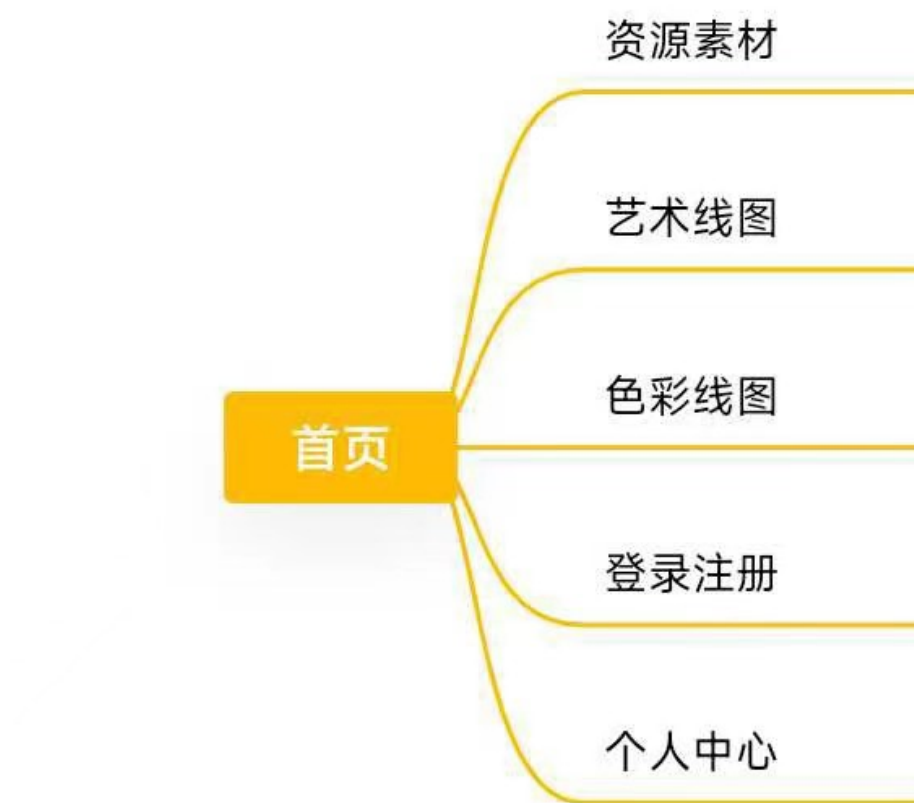 资源素材
艺术线图
首页
色彩线图
登录注册
个人中心